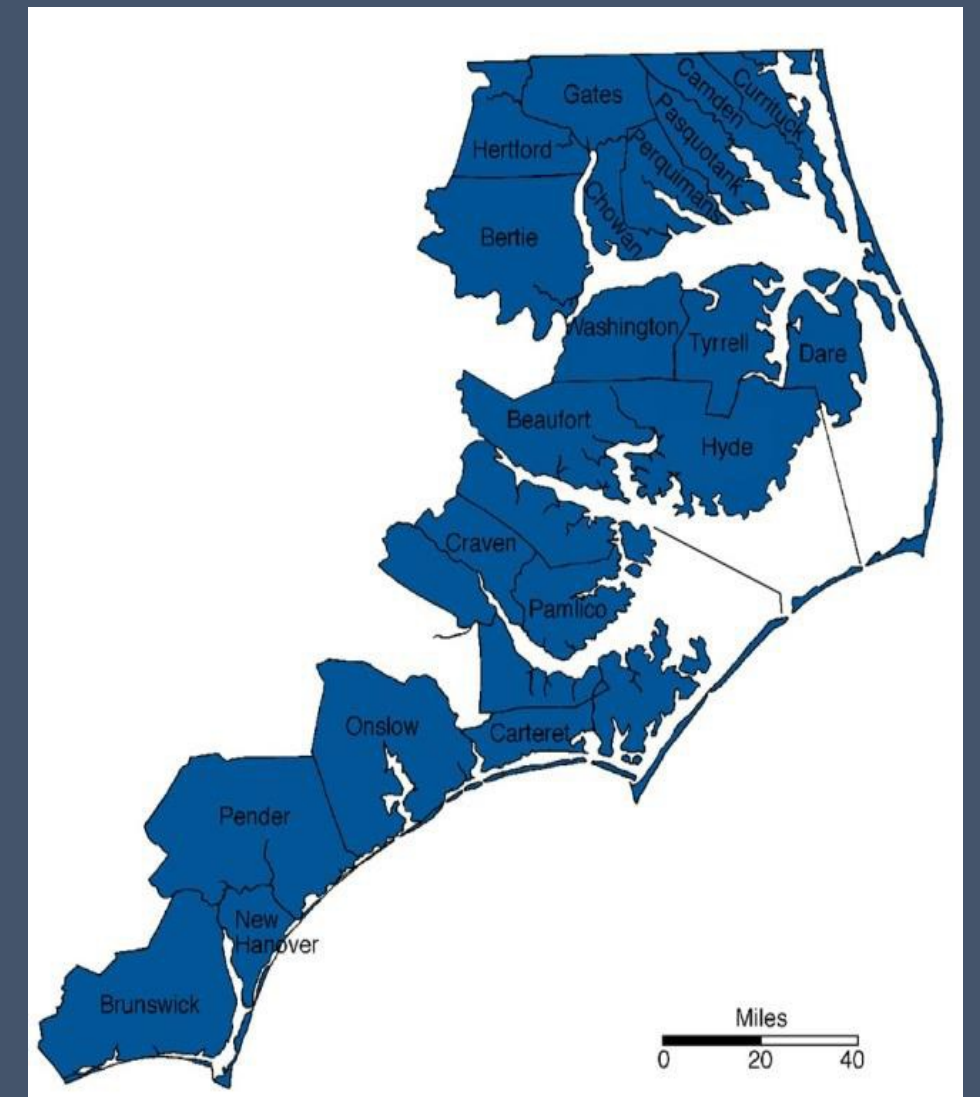 Gates
Camden
Currituck
Pasquotank
Perquimans
Hertford
Chowan
Bertie
Washington
Tyrrell
Dare
Beaufort
Hyde
Craven
Pamlico
Onslow
Carteret
Pender
New
Hanover
Brunswick
Miles
0 20 40